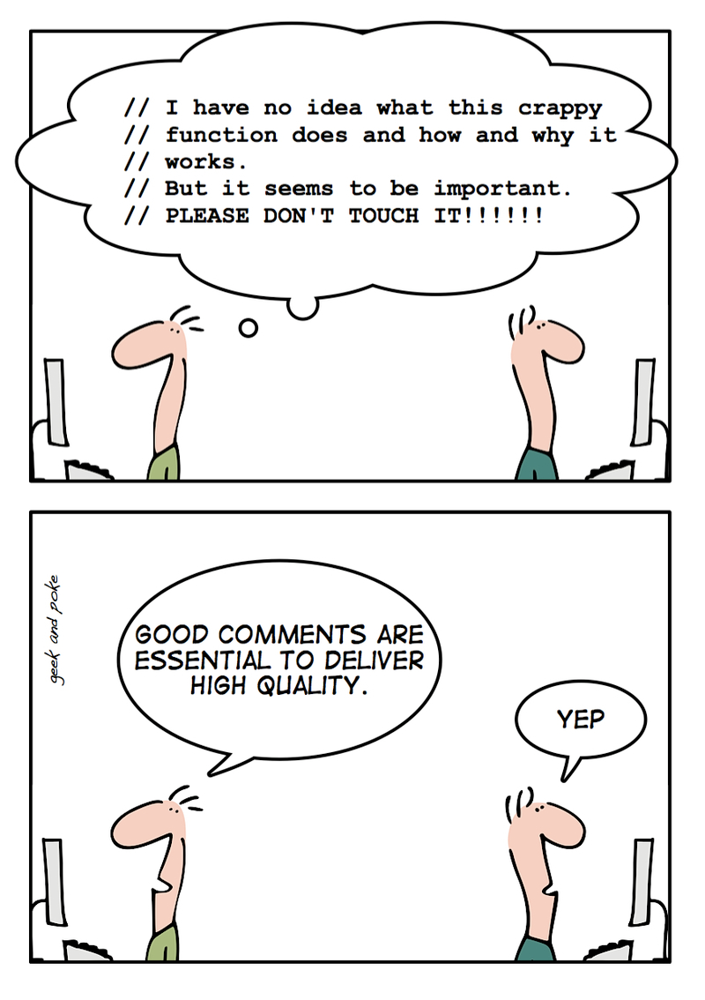 // I have no idea what this crappy
// function does and how and why it
// works.
// But it seems to be important.
// PLEASE DON'T TOUCH IT!!!!!!
geek and poke
GOOD COMMENTS ARE
ESSENTIAL TO DELIVER
HIGH QUALITY.
YEP